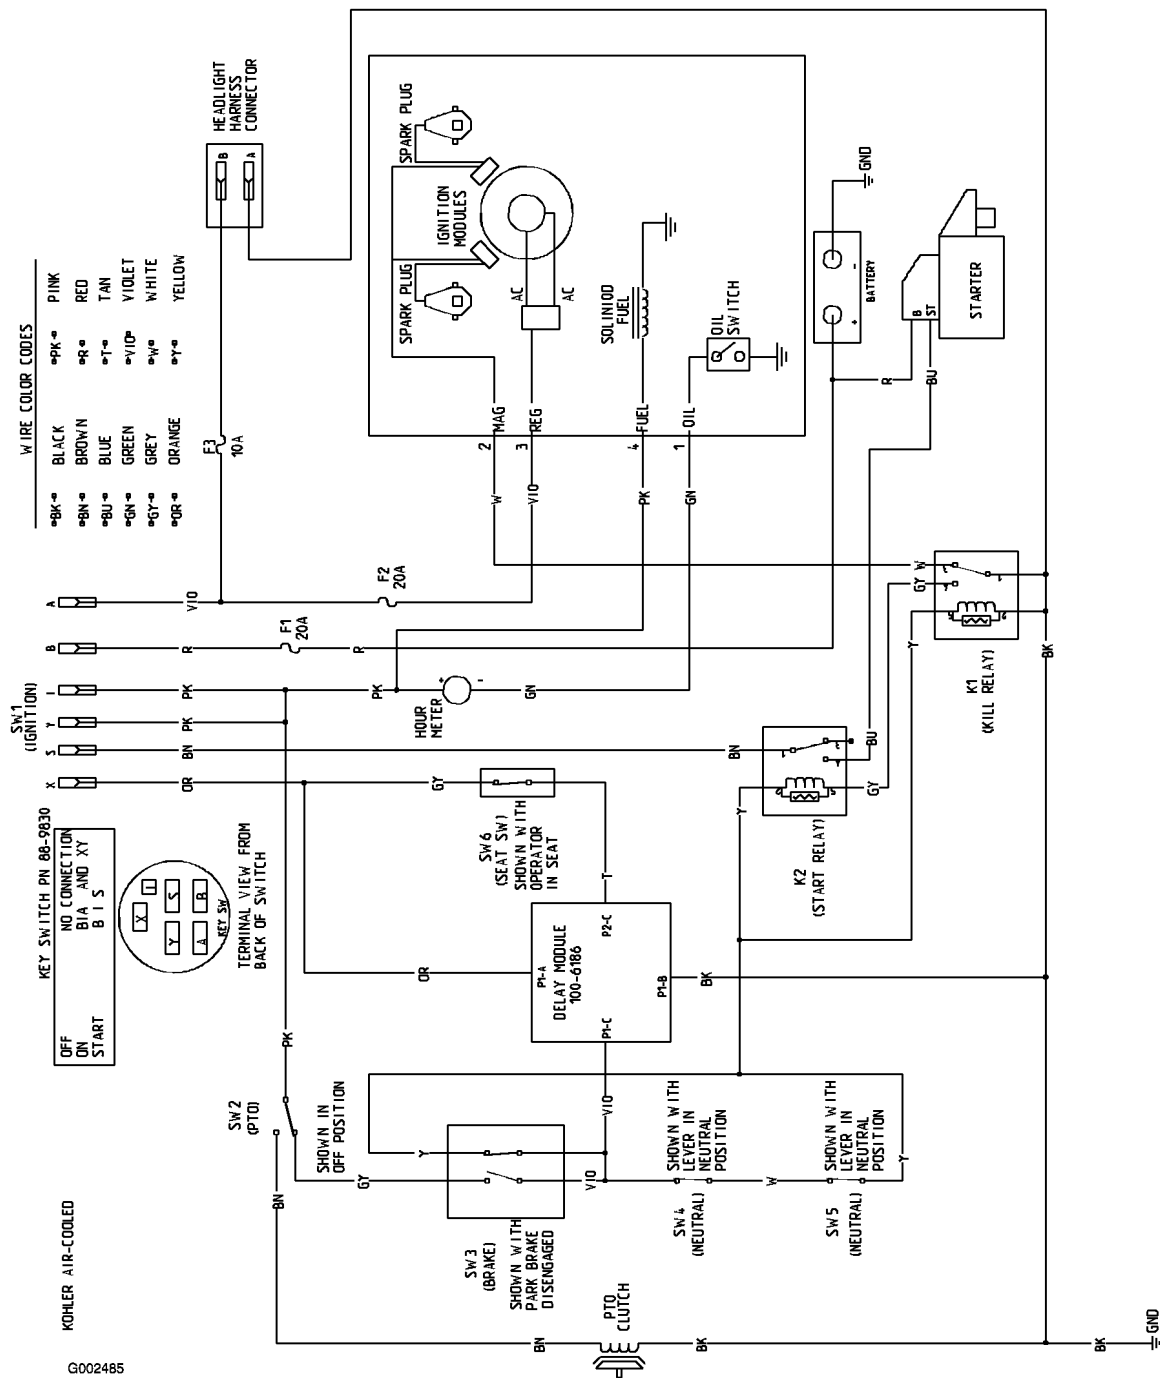 KOHLER AIR-COOLED
KEY SWITCH PN 88-9830
OFF NO CONNECTION
ON BIA AND XY
START B I S
X
I
Y
S
A
B
KEY SW
TERMINAL VIEW FROM
BACK OF SWITCH
SW1
(IGNITION)
X
S
Y
I
B
A
WIRE COLOR CODES
BK BLACK
BN BROWN
BU BLUE
GN GREEN
GY GREY
OR ORANGE
PK PINK
R RED
T TAN
VIO VIOLET
W WHITE
Y YELLOW
HEADLIGHT
HARNESS
CONNECTOR
B
A
F3
10A
VIO
F2
20A
R
F1
20A
R
PK
PK
PK
BN
OR
GY
HOUR
METER
+
-
GN
SW6
(SEAT SW)
SHOWN WITH
OPERATOR
IN SEAT
T
SPARK PLUG
SPARK PLUG
IGNITION
MODULES
AC
AC
SOLINIOD
FUEL
OIL
SWITCH
MAG
REG
FUEL
OIL
2
3
4
1
W
VIO
PK
GN
GND
+
-
BATTERY
B
ST
STARTER
R
BU
W
GY
K1
(KILL RELAY)
Y
BK
BN
BU
GY
Y
K2
(START RELAY)
OR
P1-A
DELAY MODULE
100-6186
P2-C
P1-C
P1-B
BK
PK
SW2
(PTO)
SHOWN IN
OFF POSITION
BN
GY
Y
VIO
VIO
SW3
(BRAKE)
SHOWN WITH
PARK BRAKE
DISENGAGED
SHOWN WITH
LEVER IN
NEUTRAL
POSITION
SW4
(NEUTRAL)
W
SHOWN WITH
LEVER IN
NEUTRAL
POSITION
SW5
(NEUTRAL)
Y
BN
PTO
CLUTCH
BK
BK
GND
G002485